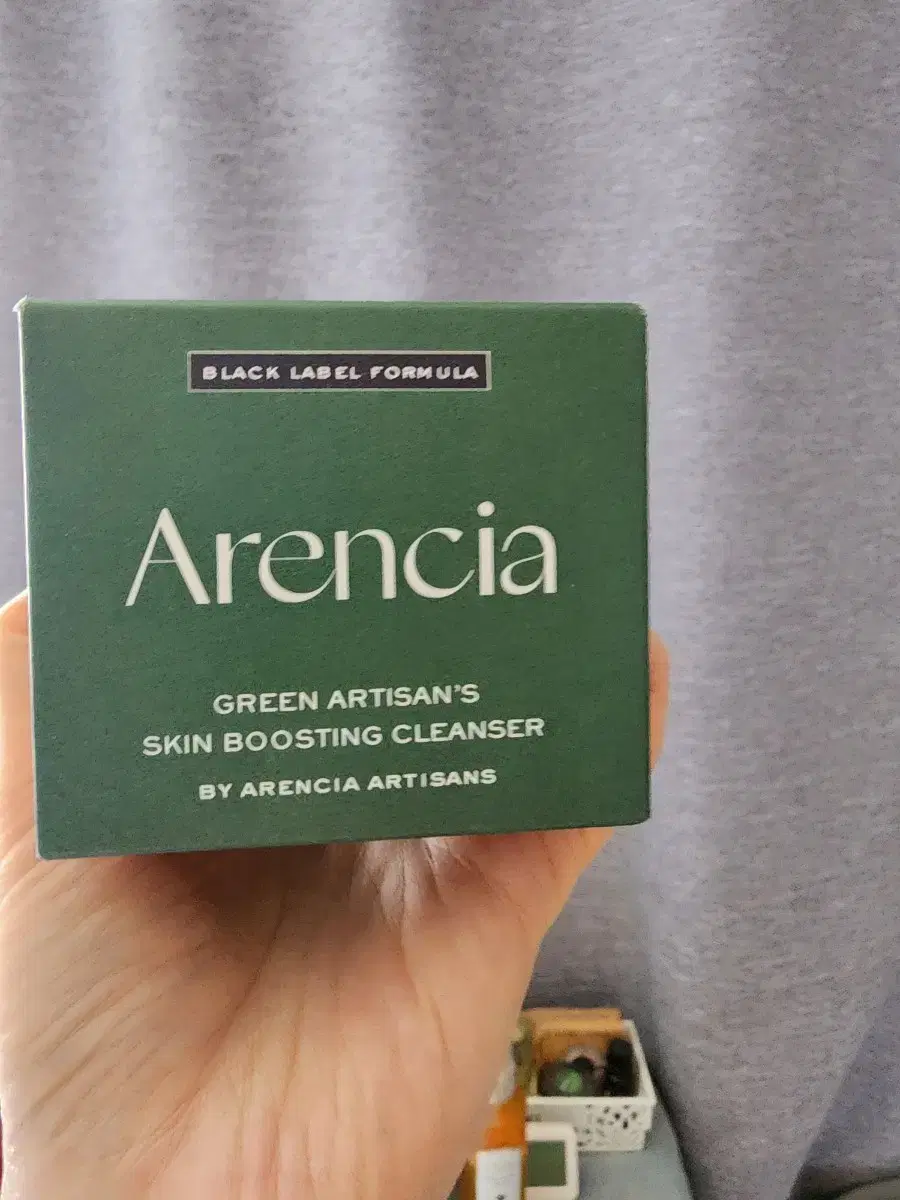 BLACK LABEL FORMULA
Arencia
GREEN ARTISAN'S
SKIN BOOSTING CLEANSER
BY ARENCIA ARTISANS